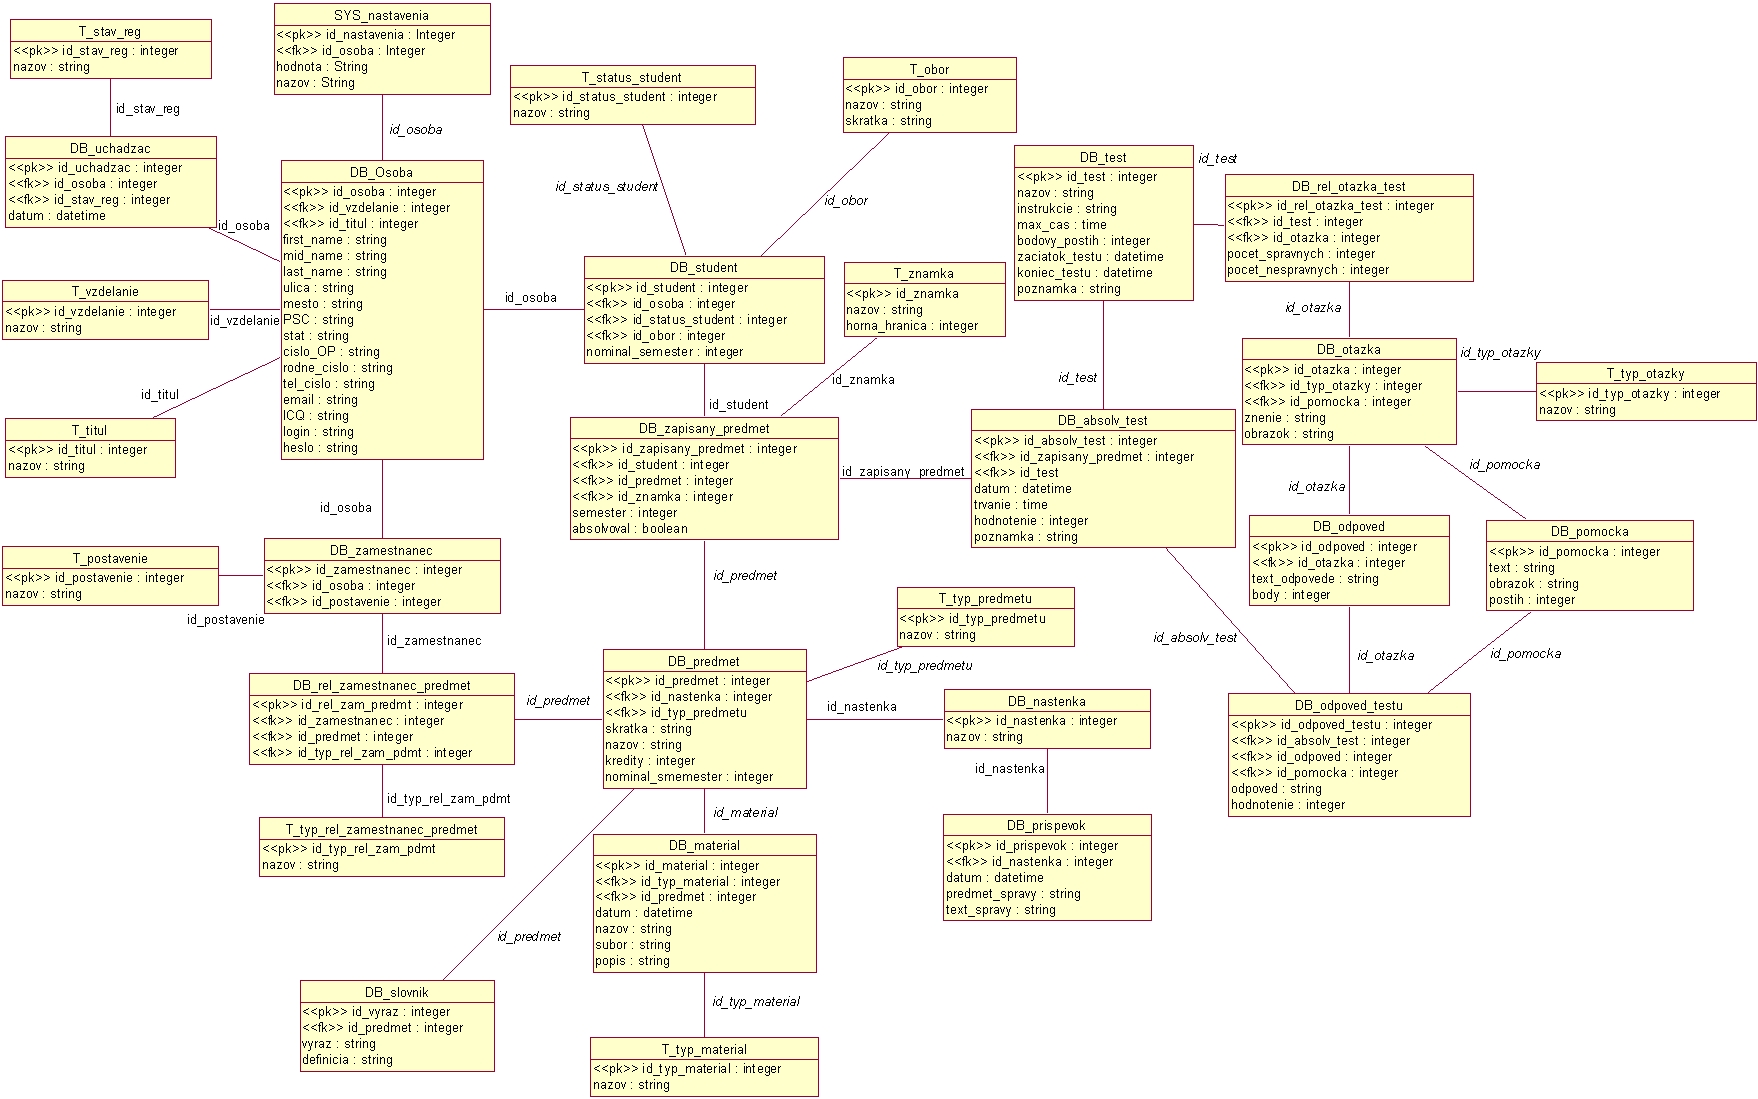 T_stav_reg
<<pk>> id_stav_reg : integer
nazov : string
id_stav_reg
SYS_nastavenia
<<pk>> id_nastavenia : Integer
<<fk>> id_osoba : Integer
hodnota : String
nazov : String
id_osoba
T_status_student
<<pk>> id_status_student : integer
nazov : string
id_status_student
T_obor
<<pk>> id_obor : integer
nazov : string
skratka : string
id_obor
DB_uchadzac
<<pk>> id_uchadzac : integer
<<fk>> id_osoba : integer
<<fk>> id_stav_reg : integer
datum : datetime
id_osoba
DB_Osoba
<<pk>> id_osoba : integer
<<fk>> id_vzdelanie : integer
<<fk>> id_titul : integer
first_name : string
mid_name : string
last_name : string
ulica : string
mesto : string
PSC : string
stat : string
cislo_OP : string
rodne_cislo : string
tel_cislo : string
email : string
ICQ : string
login : string
heslo : string
T_vzdelanie
<<pk>> id_vzdelanie : integer
nazov : string
id_vzdelanie
id_titul
T_titul
<<pk>> id_titul : integer
nazov : string
id_osoba
DB_student
<<pk>> id_student : integer
<<fk>> id_osoba : integer
<<fk>> id_status_student : integer
<<fk>> id_obor : integer
nominal_semester : integer
id_student
T_znamka
<<pk>> id_znamka
nazov : string
horna_hranica : integer
id_znamka
DB_test
<<pk>> id_test : integer
nazov : string
instrukcie : string
max_cas : time
bodovy_postih : integer
zaciatok_testu : datetime
koniec_testu : datetime
poznamka : string
id_test
DB_rel_otazka_test
<<pk>> id_rel_otazka_test : integer
<<fk>> id_test : integer
<<fk>> id_otazka : integer
pocet_spravnych : integer
pocet_nespravnych : integer
id_otazka
id_test
DB_otazka
<<pk>> id_otazka : integer
<<fk>> id_typ_otazky : integer
<<fk>> id_pomocka : integer
znenie : string
obrazok : string
id_typ_otazky
T_typ_otazky
<<pk>> id_typ_otazky : integer
nazov : string
DB_zapisany_predmet
<<pk>> id_zapisany_predmet : integer
<<fk>> id_student : integer
<<fk>> id_predmet : integer
<<fk>> id_znamka : integer
semester : integer
absolvoval : boolean
id_zapisany_predmet
DB_absolv_test
<<pk>> id_absolv_test : integer
<<fk>> id_zapisany_predmet : integer
<<fk>> id_test
datum : datetime
trvanie : time
hodnotenie : integer
poznamka : string
id_otazka
id_pomocka
DB_odpoved
<<pk>> id_odpoved : integer
<<fk>> id_otazka : integer
text_odpovede : string
body : integer
DB_pomocka
<<pk>> id_pomocka : integer
text : string
obrazok : string
postih : integer
id_osoba
T_postavenie
<<pk>> id_postavenie : integer
nazov : string
id_postavenie
DB_zamestnanec
<<pk>> id_zamestnanec : integer
<<fk>> id_osoba : integer
<<fk>> id_postavenie : integer
id_zamestnanec
id_predmet
T_typ_predmetu
<<pk>> id_typ_predmetu
nazov : string
id_typ_predmetu
id_absolv_test
id_otazka
id_pomocka
DB_rel_zamestnanec_predmet
<<pk>> id_rel_zam_predmt : integer
<<fk>> id_zamestnanec : integer
<<fk>> id_predmet : integer
<<fk>> id_typ_rel_zam_pdmt : integer
id_predmet
DB_predmet
<<pk>> id_predmet : integer
<<fk>> id_nastenka : integer
<<fk>> id_typ_predmetu
skratka : string
nazov : string
kredity : integer
nominal_smemester : integer
id_nastenka
DB_nastenka
<<pk>> id_nastenka : integer
nazov : string
id_nastenka
DB_odpoved_testu
<<pk>> id_odpoved_testu : integer
<<fk>> id_absolv_test : integer
<<fk>> id_odpoved : integer
<<fk>> id_pomocka : integer
odpoved : string
hodnotenie : integer
id_typ_rel_zam_pdmt
T_typ_rel_zamestnanec_predmet
<<pk>> id_typ_rel_zam_pdmt
nazov : string
id_material
DB_material
<<pk>> id_material : integer
<<fk>> id_typ_material : integer
<<fk>> id_predmet : integer
datum : datetime
nazov : string
subor : string
popis : string
DB_prispevok
<<pk>> id_prispevok : integer
<<fk>> id_nastenka : integer
datum : datetime
predmet_spravy : string
text_spravy : string
id_predmet
DB_slovnik
<<pk>> id_vyraz : integer
<<fk>> id_predmet : integer
vyraz : string
definicia : string
id_typ_material
T_typ_material
<<pk>> id_typ_material : integer
nazov : string